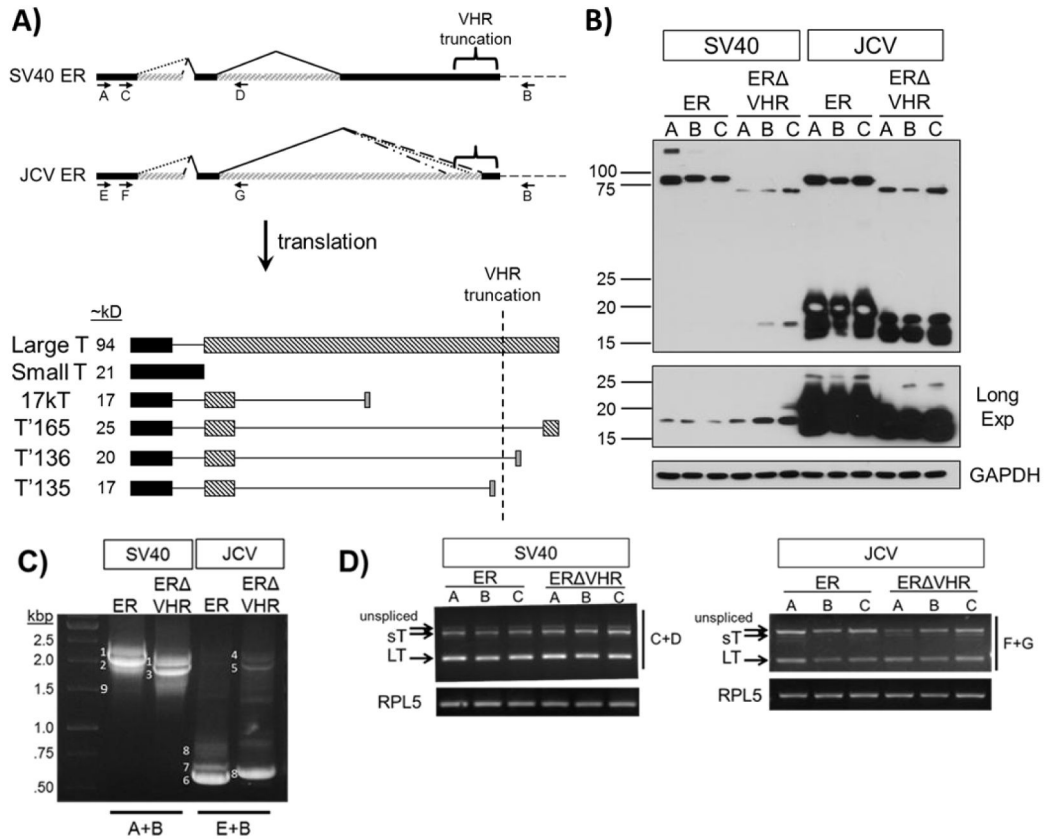 A)
VHR
truncation
SV40 ER
A C D B
JCV ER
E F G B
translation
VHR
truncation
~kD
Large T 94
Small T 21
17kT 17
T'165 25
T'136 20
T'135 17
B)
SV40 JCV
ER ERΔ VHR ER ERΔ VHR
A B C A B C A B C A B C
100
75
25
20
15
25
20
15
Long
Exp
GAPDH
C)
SV40 JCV
ER ERΔ VHR ER ERΔ VHR
kbp
2.5
2.0
1.5
1.0
.75
.50
1
2
9
1
3
8
7
6
4
5
8
A+B E+B
D)
SV40
ER ERΔVHR
A B C A B C
unspliced
sT
LT
C+D
RPL5
JCV
ER ERΔVHR
A B C A B C
unspliced
sT
LT
F+G
RPL5